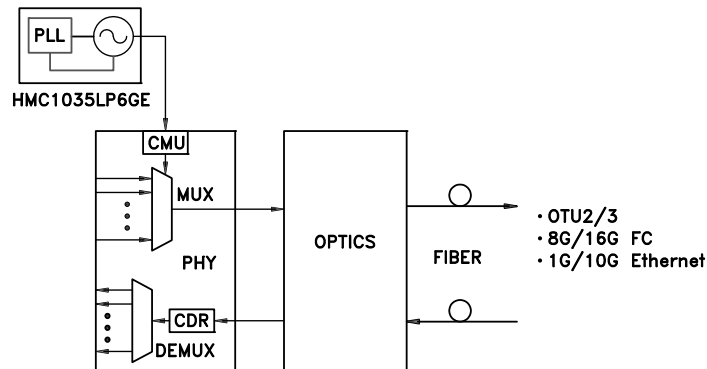 PLL
HMC1035LP6GE
CMU
MUX
PHY
OPTICS
FIBER
• OTU2/3
• 8G/16G FC
• 1G/10G Ethernet
CDR
DEMUX